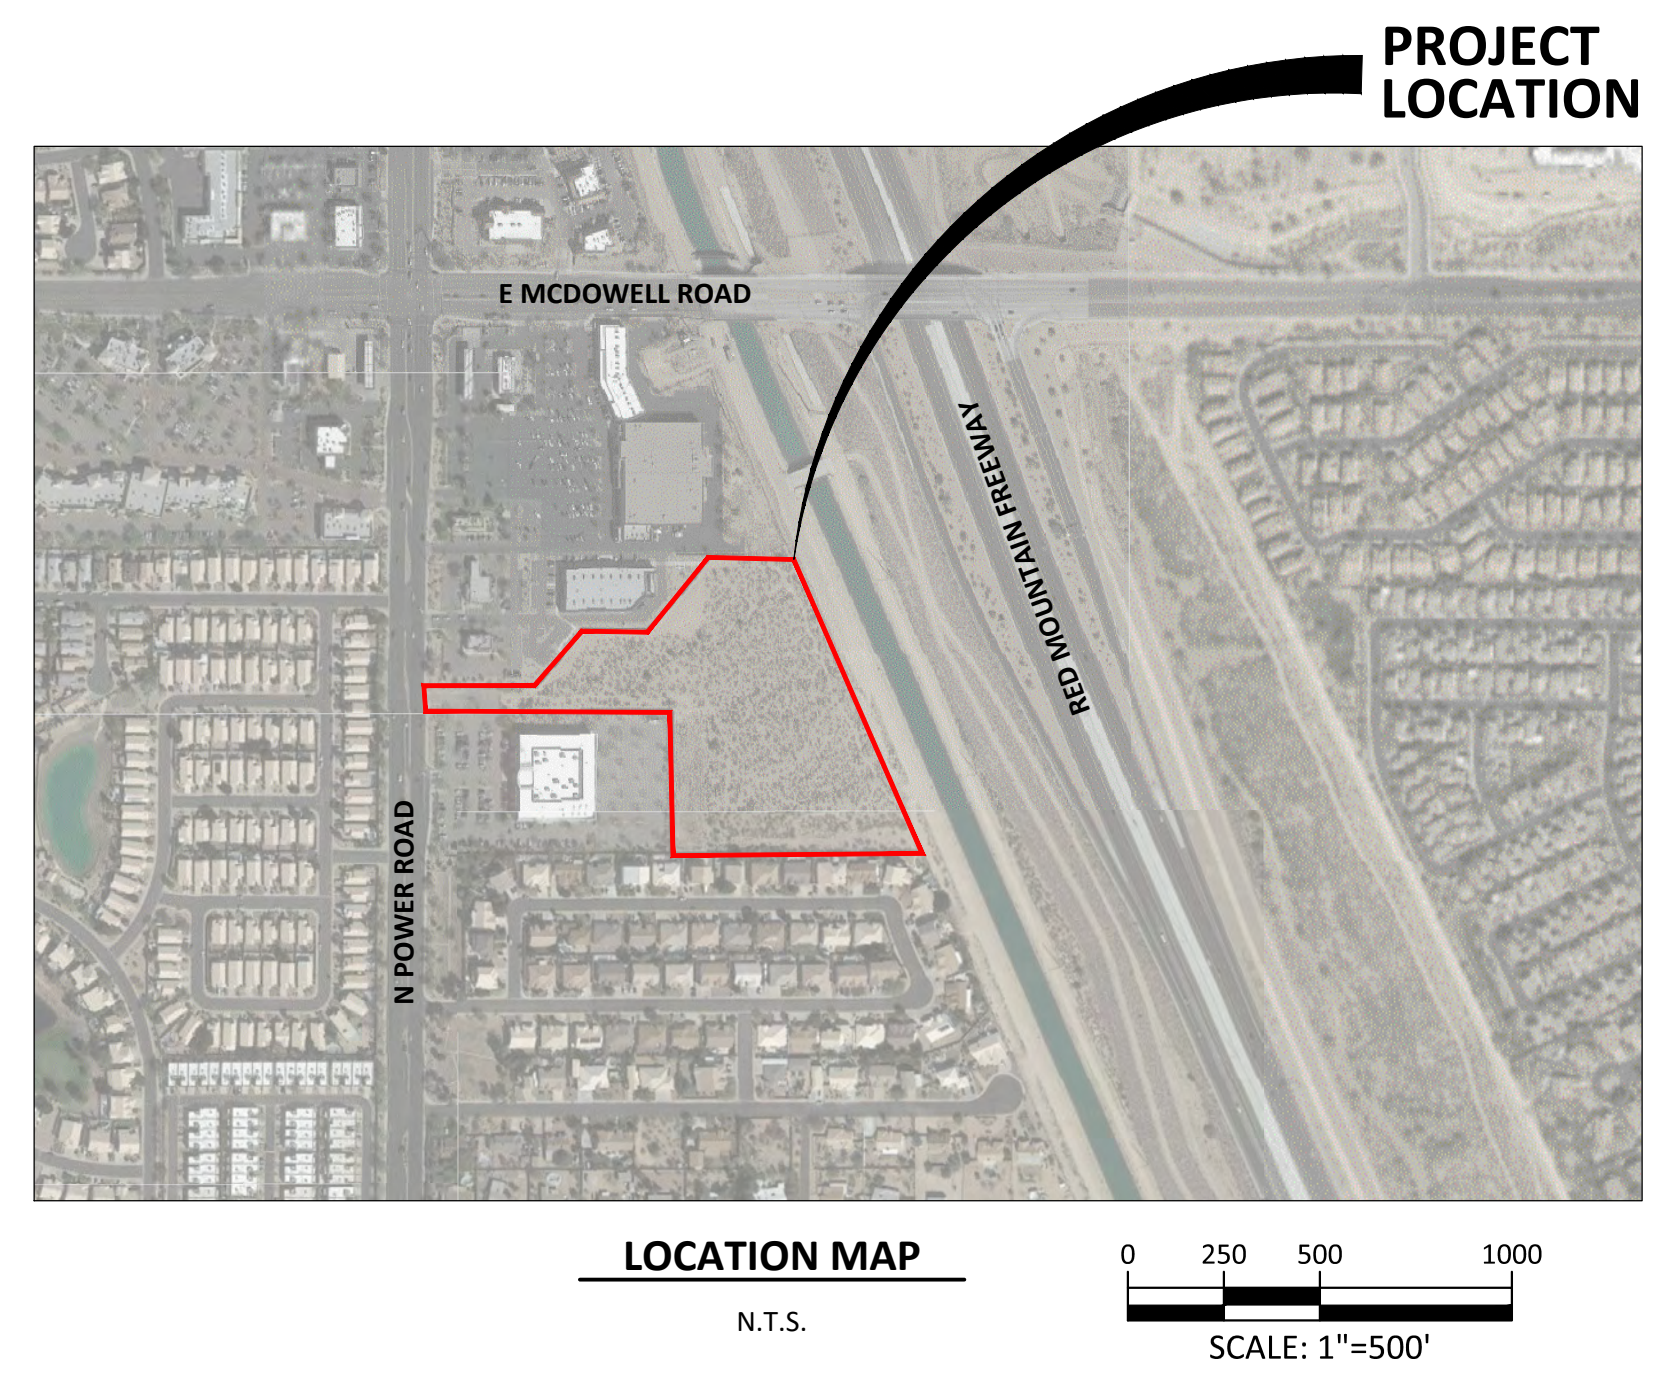 PROJECT
LOCATION
E MCDOWELL ROAD
RED MOUNTAIN FREEWAY
N POWER ROAD
LOCATION MAP
N.T.S.
0 250 500 1000
SCALE: 1"=500'